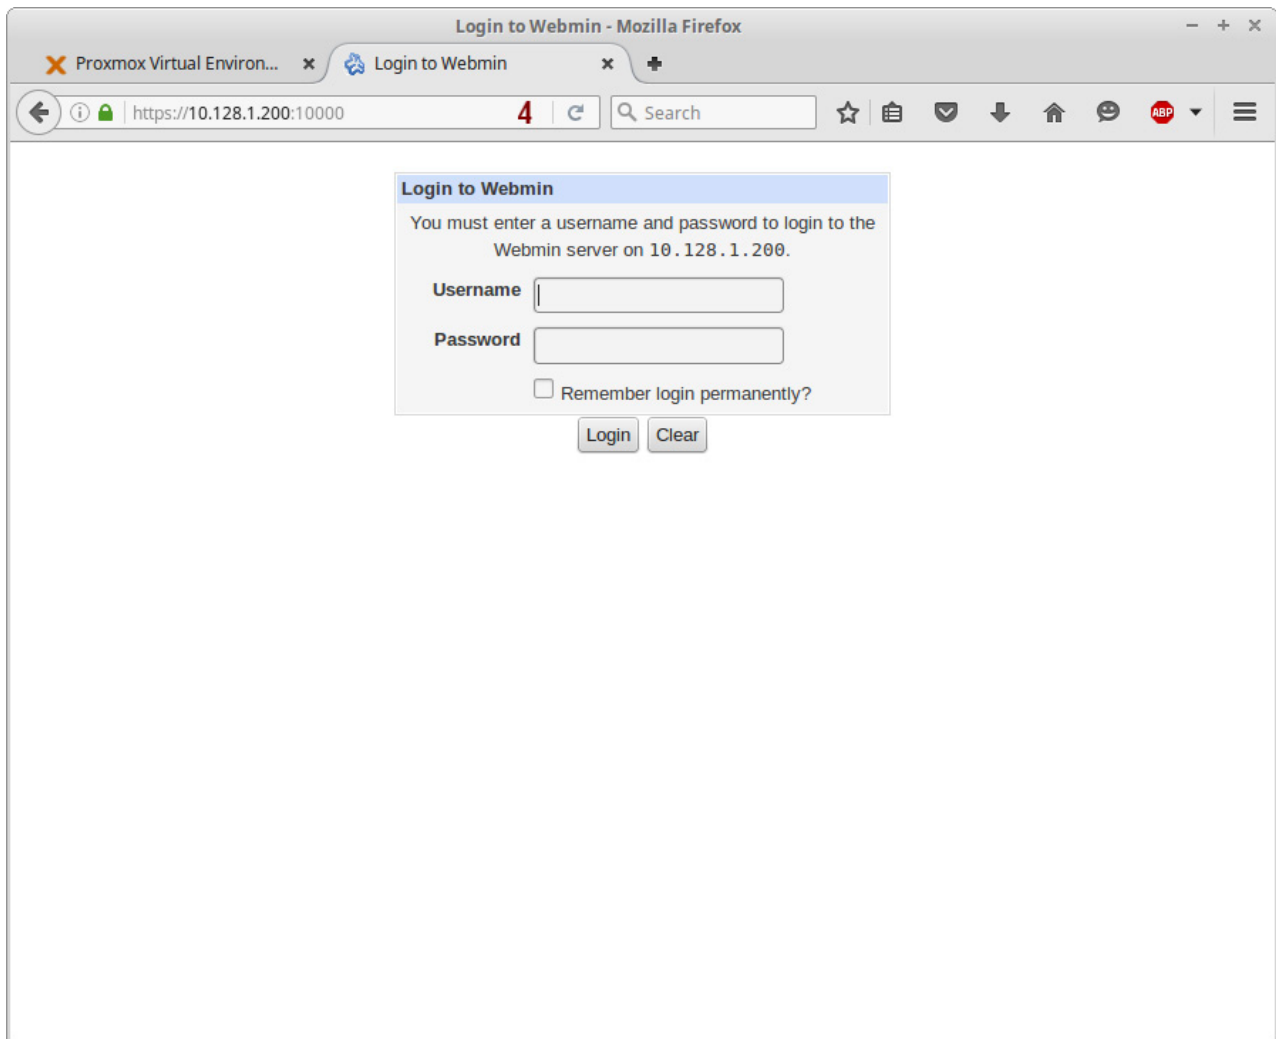 Login to Webmin - Mozilla Firefox
Proxmox Virtual Environ... Login to Webmin
https://10.128.1.200:10000 4 Search ABP
Login to Webmin
You must enter a username and password to login to the
Webmin server on 10.128.1.200.
Username
Password
Remember login permanently?
Login Clear